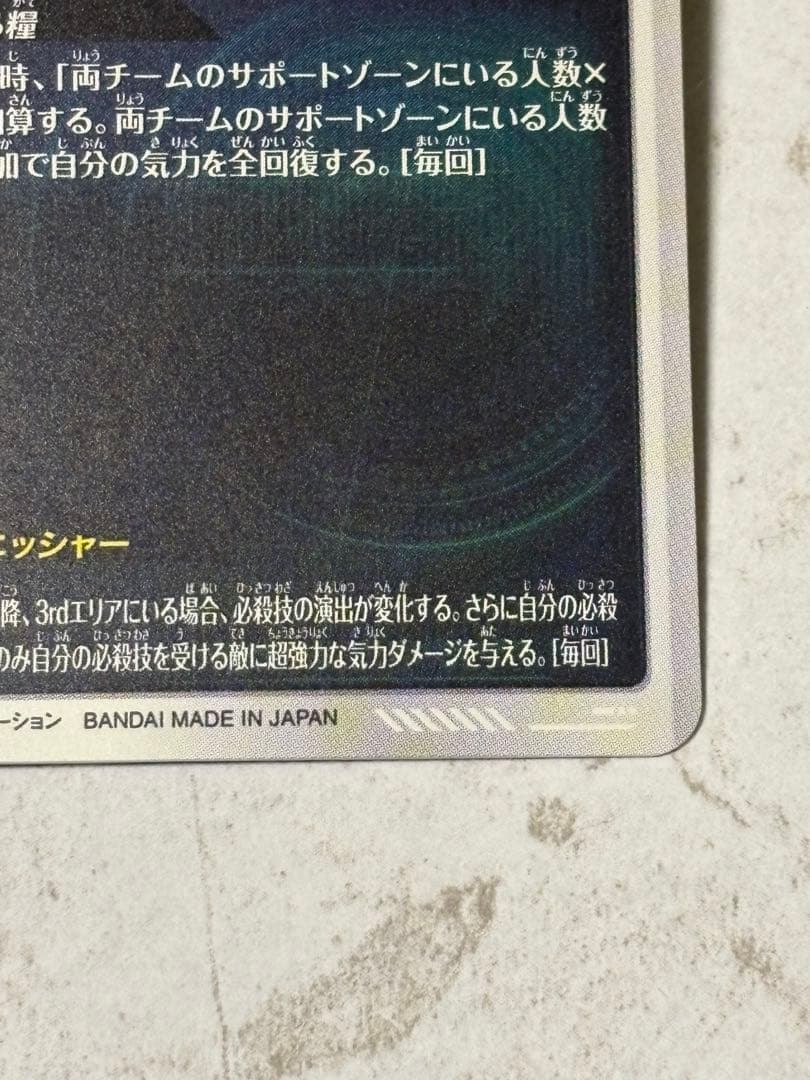 る糧
時、「両チームのサポートゾーンにいる人数×
算する。両チームのサポートゾーンにいる人数
加で自分の気力を全回復する。[毎回]
ニッシャー
降、3rdエリアにいる場合、必殺技の演出が変化する。さらに自分の必殺
のみ自分の必殺技を受ける敵に超強力な気力ダメージを与える。[毎回]
ーション BANDAI MADE IN JAPAN